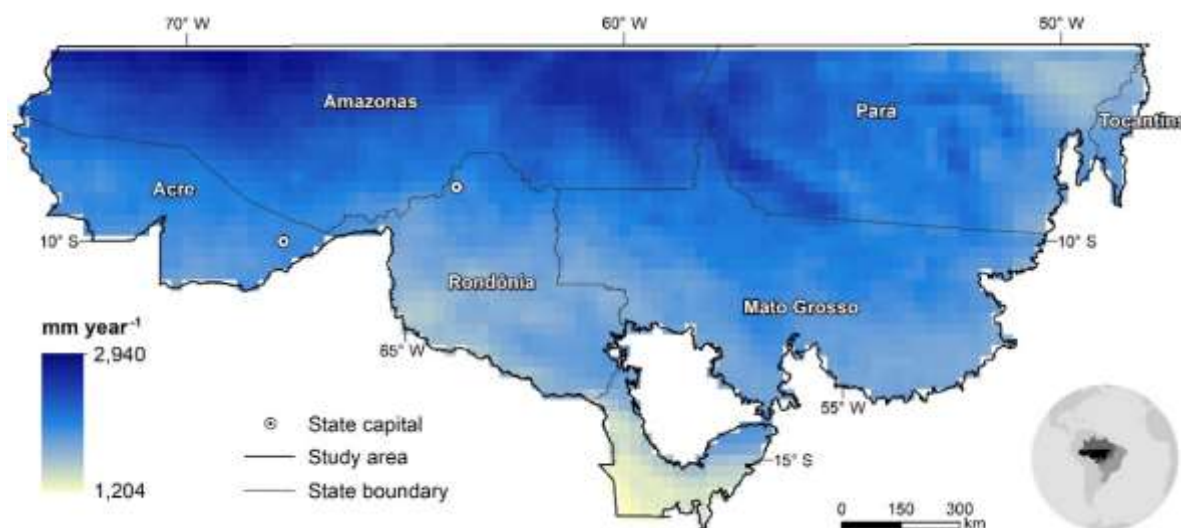 70° W 60° W 50° W
Amazonas
Pará
Tocantins
Acre
10° S
10° S
Rondônia
Mato Grosso
mm year-1
2,940
65° W
55° W
State capital
Study area
15° S
1,204
State boundary
0 150 300
km